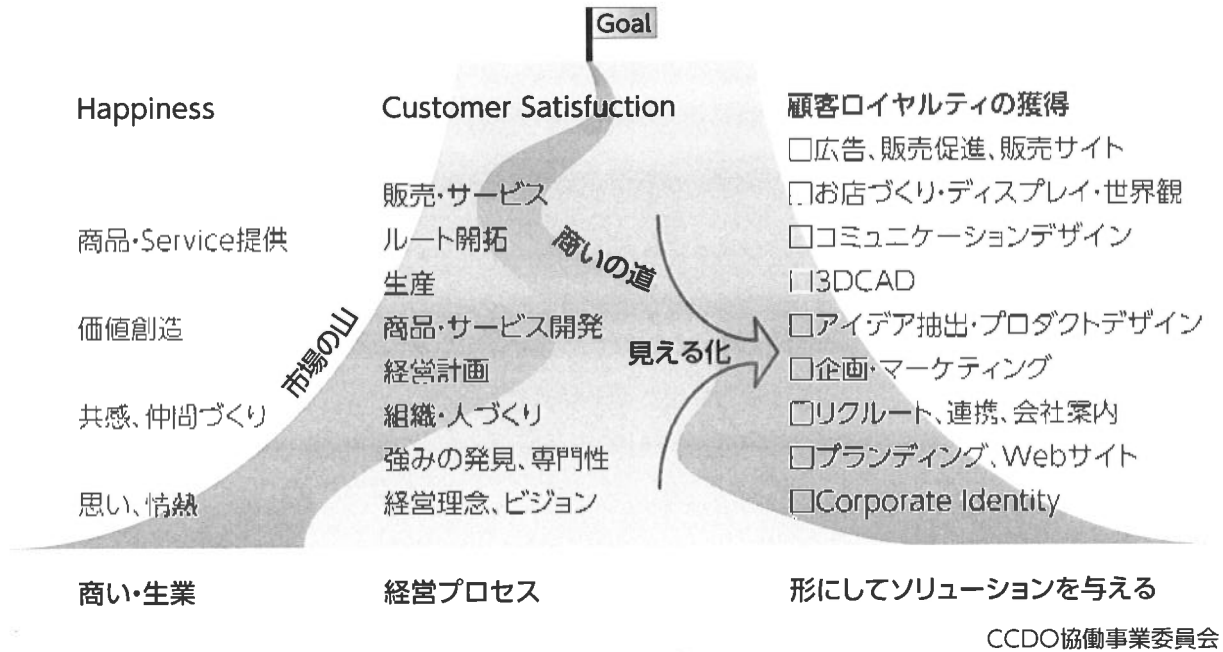 Goal
Happiness
商品・Service提供
価値創造
共感、仲間づくり
思い、情熱
商い・生業
市場の山
Customer Satisfuction
販売・サービス
ルート開拓
生産
商品・サービス開発
経営計画
組織・人づくり
強みの発見、専門性
経営理念、ビジョン
経営プロセス
商いの道
見える化
顧客ロイヤルティの獲得
□広告、販売促進、販売サイト
□お店づくり・ディスプレイ・世界観
□コミュニケーションデザイン
□3DCAD
□アイデア抽出・プロダクトデザイン
□企画・マーケティング
□リクルート、連携、会社案内
□ブランディング、Webサイト
□Corporate Identity
形にしてソリューションを与える
CCDO協働事業委員会